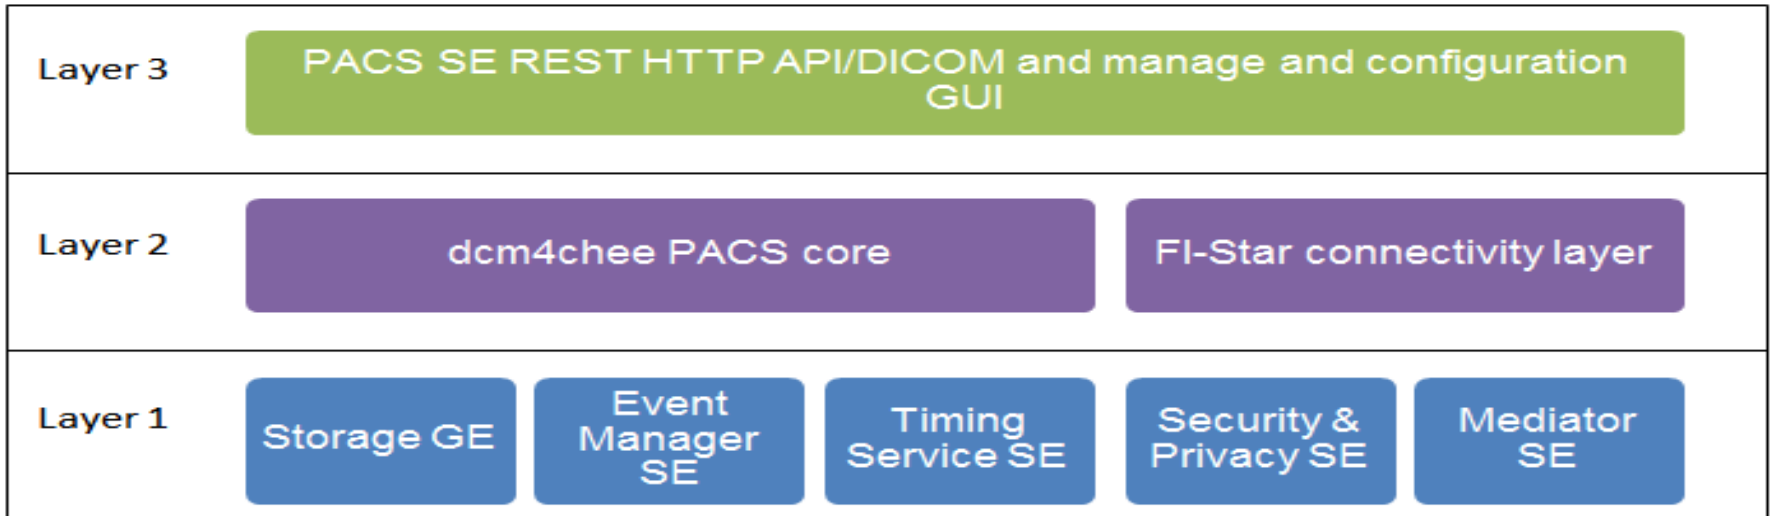 Layer 3
PACS SE REST HTTP API/DICOM and manage and configuration
GUI
Layer 2
dcm4chee PACS core
FI-Star connectivity layer
Layer 1
Storage GE
Event
Manager
SE
Timing
Service SE
Security &
Privacy SE
Mediator
SE